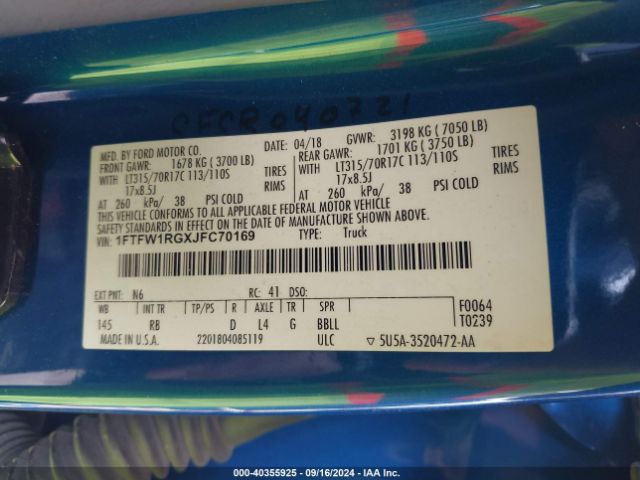 CFCR040721
MFD. BY FORD MOTOR CO. DATE: 04/18 GVWR: 3198 KG ( 7050 LB)
FRONT GAWR: 1678 KG ( 3700 LB) REAR GAWR: 1701 KG ( 3750 LB)
WITH LT315/70R17C 113/110S TIRES WITH LT315/70R17C 113/110S TIRES
17x8.5J RIMS 17x8.5J RIMS
AT 260 kPa/ 38 PSI COLD AT 260 kPa/ 38 PSI COLD
THIS VEHICLE CONFORMS TO ALL APPLICABLE FEDERAL MOTOR VEHICLE
SAFETY STANDARDS IN EFFECT ON THE DATE OF MANUFACTURE SHOWN ABOVE.
VIN: 1FTFW1RGXJFC70169 TYPE: Truck
EXT PNT: N6 RC: 41 DSO:
WB INT TR TP/PS R AXLE TR SPR F0064
145 RB D L4 G BBLL T0239
MADE IN U.S.A. 2201804085119 ULC ▽ 5U5A-3520472-AA
000-40355925 - 09/16/2024 - IAA Inc.